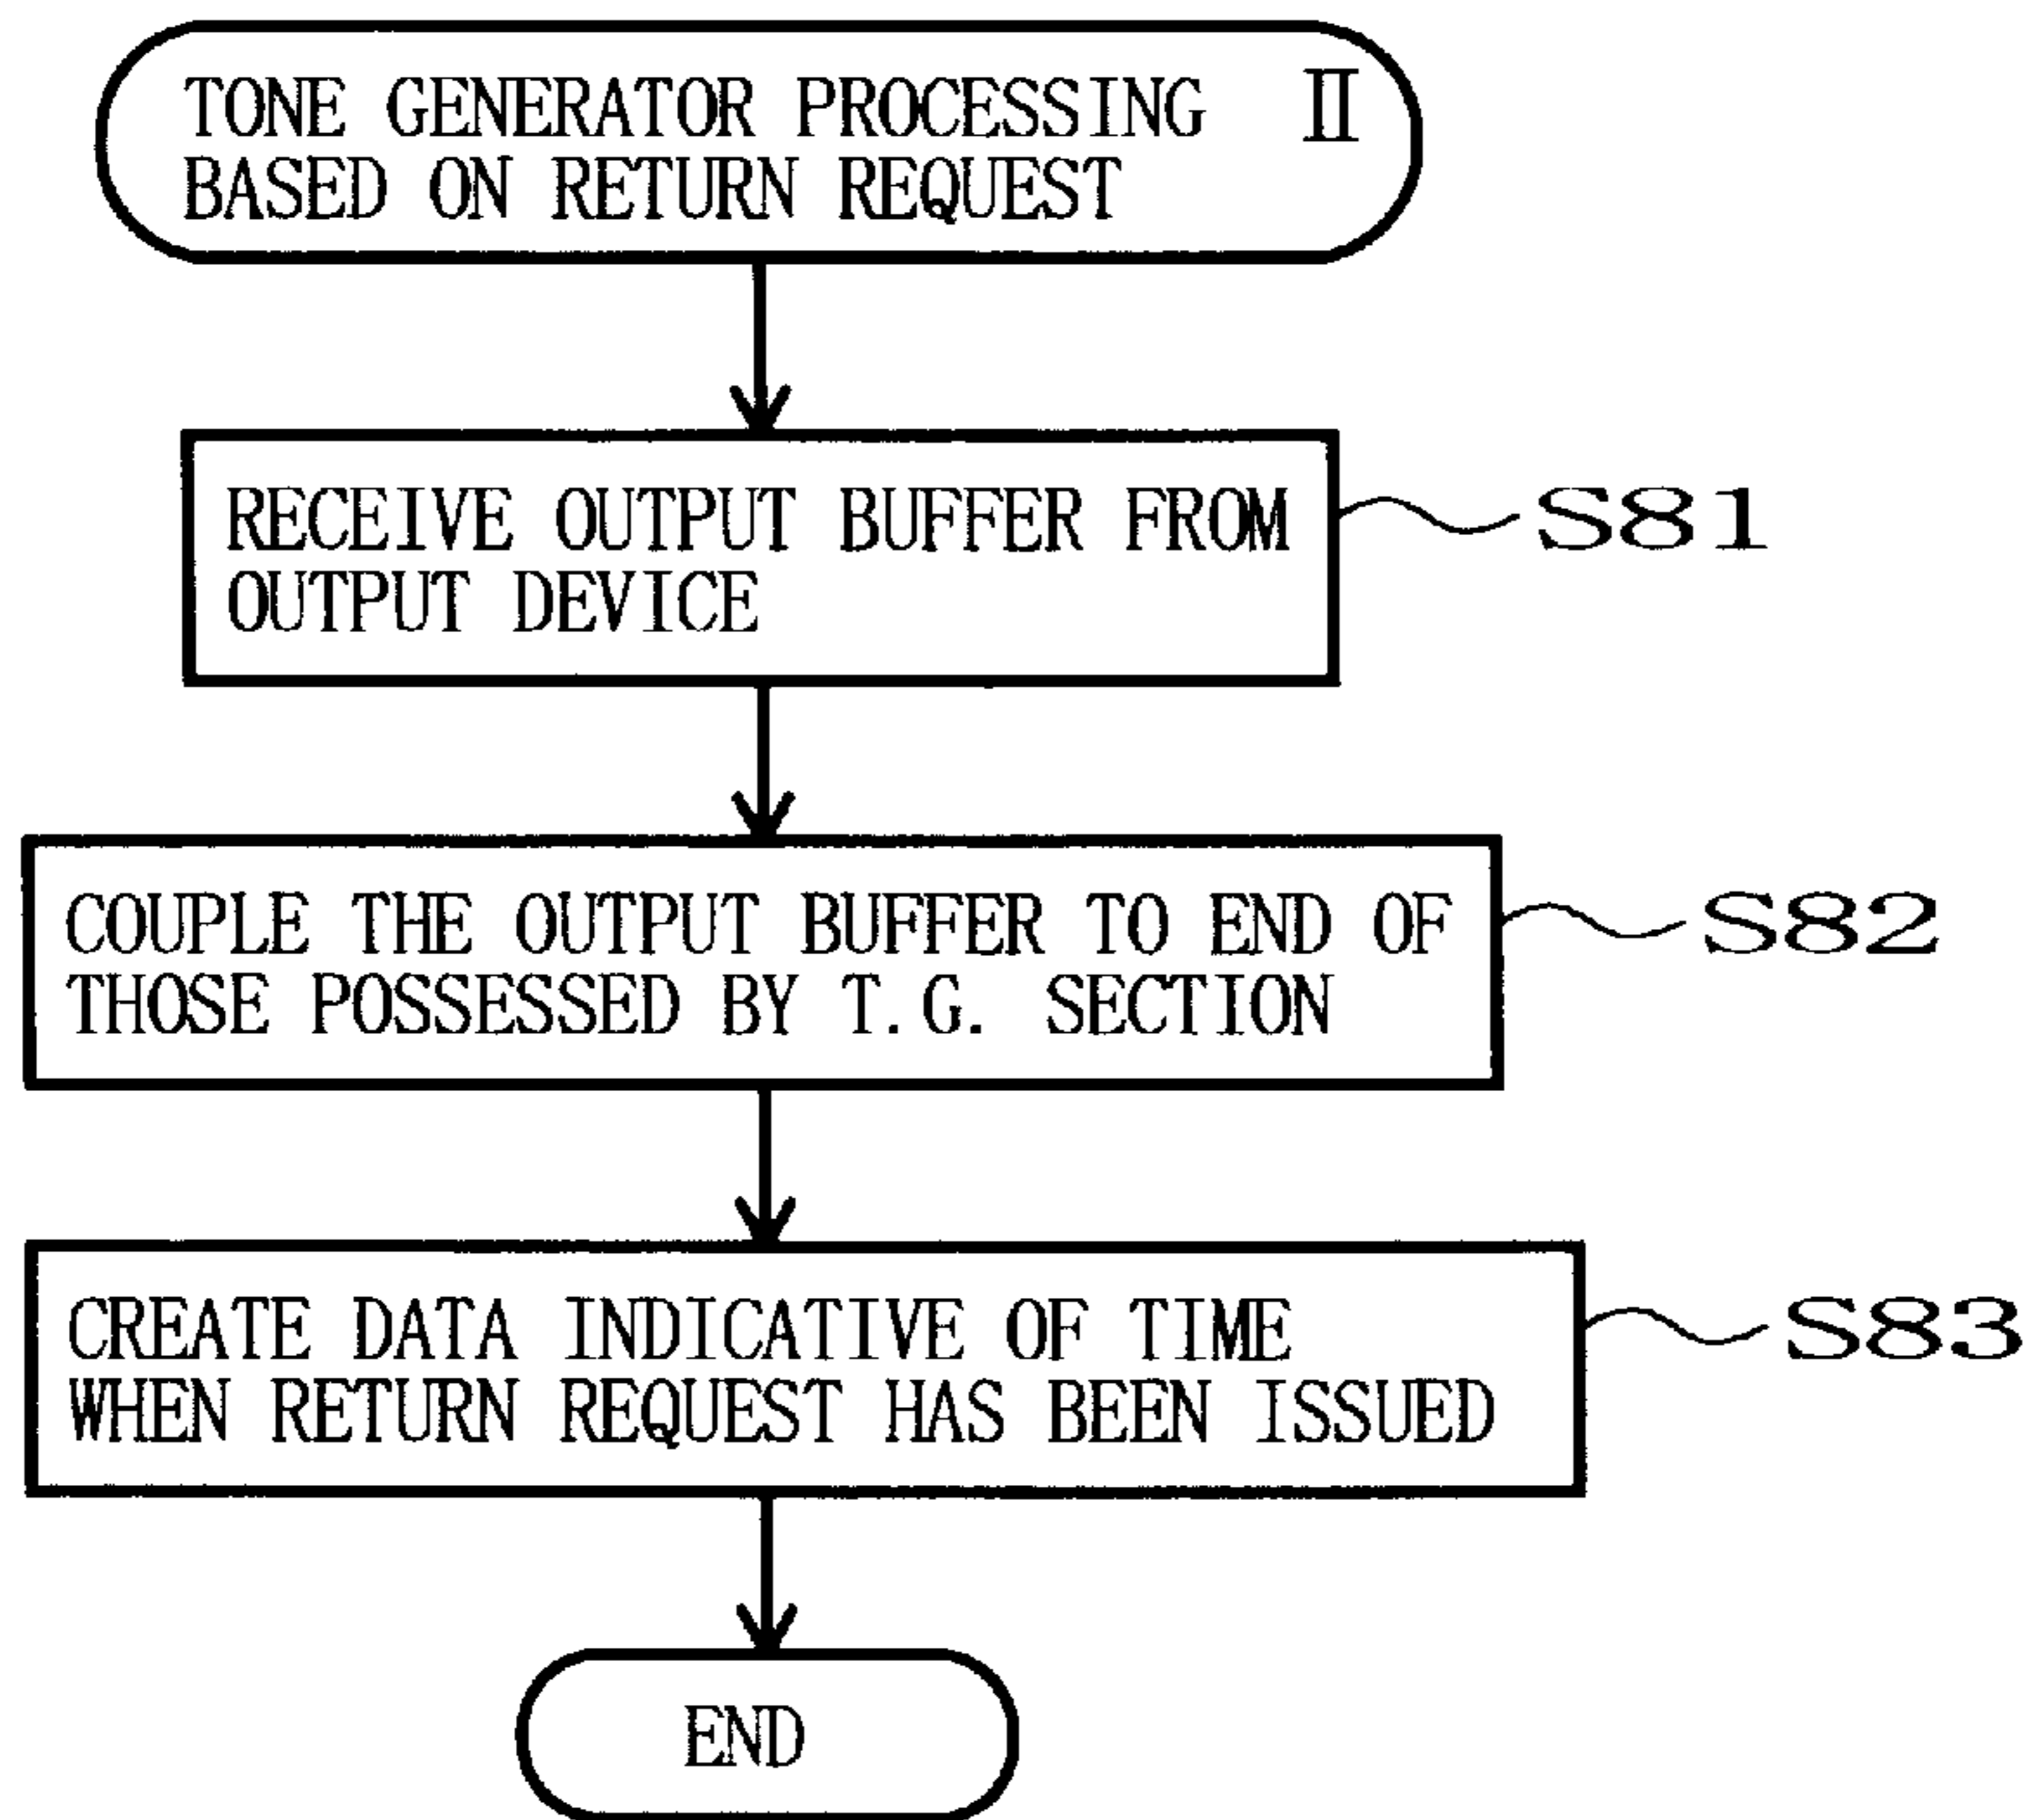 TONE GENERATOR PROCESSING II
BASED ON RETURN REQUEST
RECEIVE OUTPUT BUFFER FROM
OUTPUT DEVICE
S81
COUPLE THE OUTPUT BUFFER TO END OF
THOSE POSSESSED BY T.G. SECTION
S82
CREATE DATA INDICATIVE OF TIME
WHEN RETURN REQUEST HAS BEEN ISSUED
S83
END